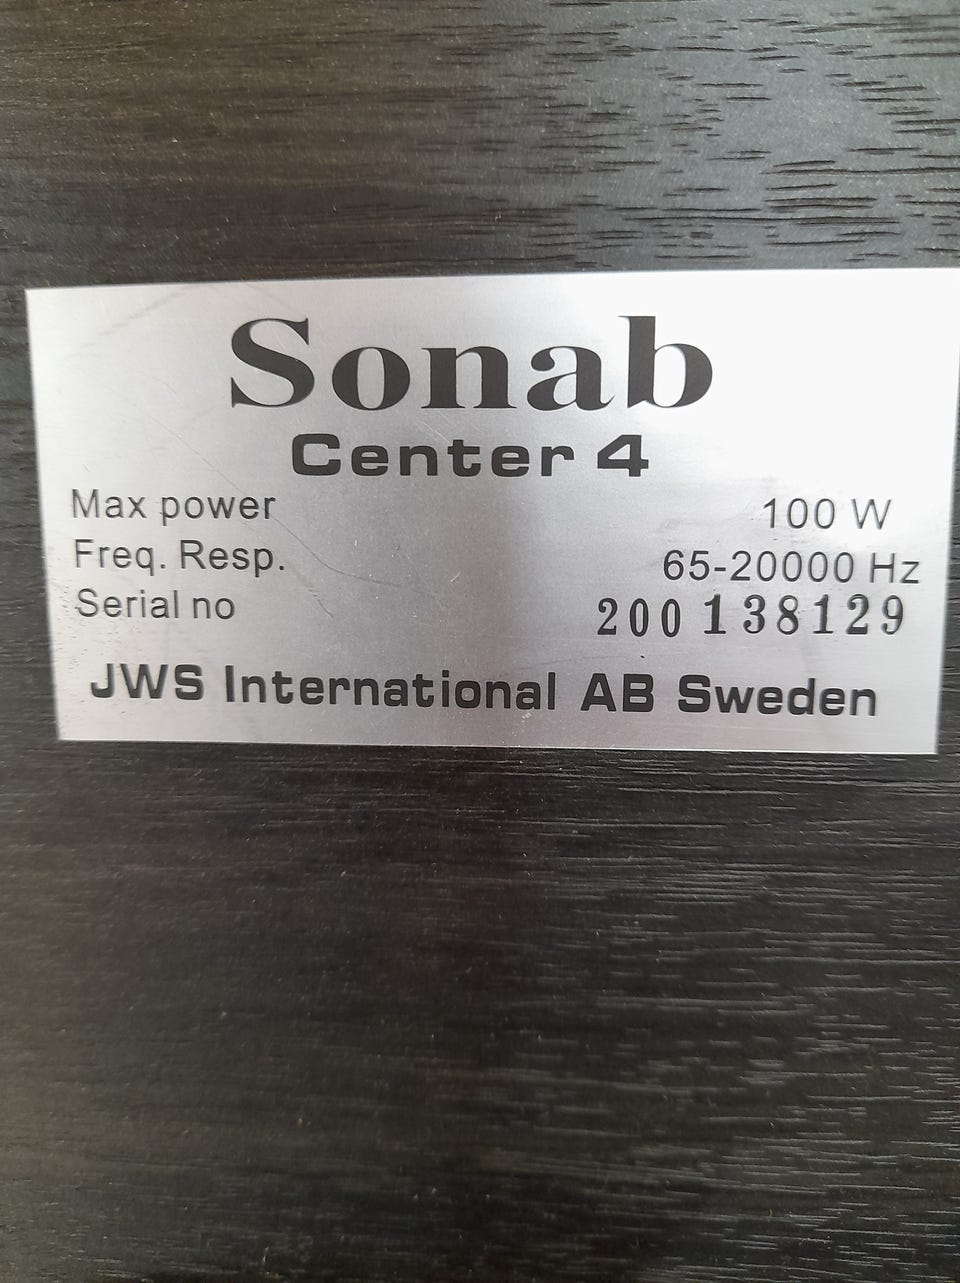 Sonab
Center 4
Max power 100 W
Freq. Resp. 65-20000 Hz
Serial no 200138129
JWS International AB Sweden